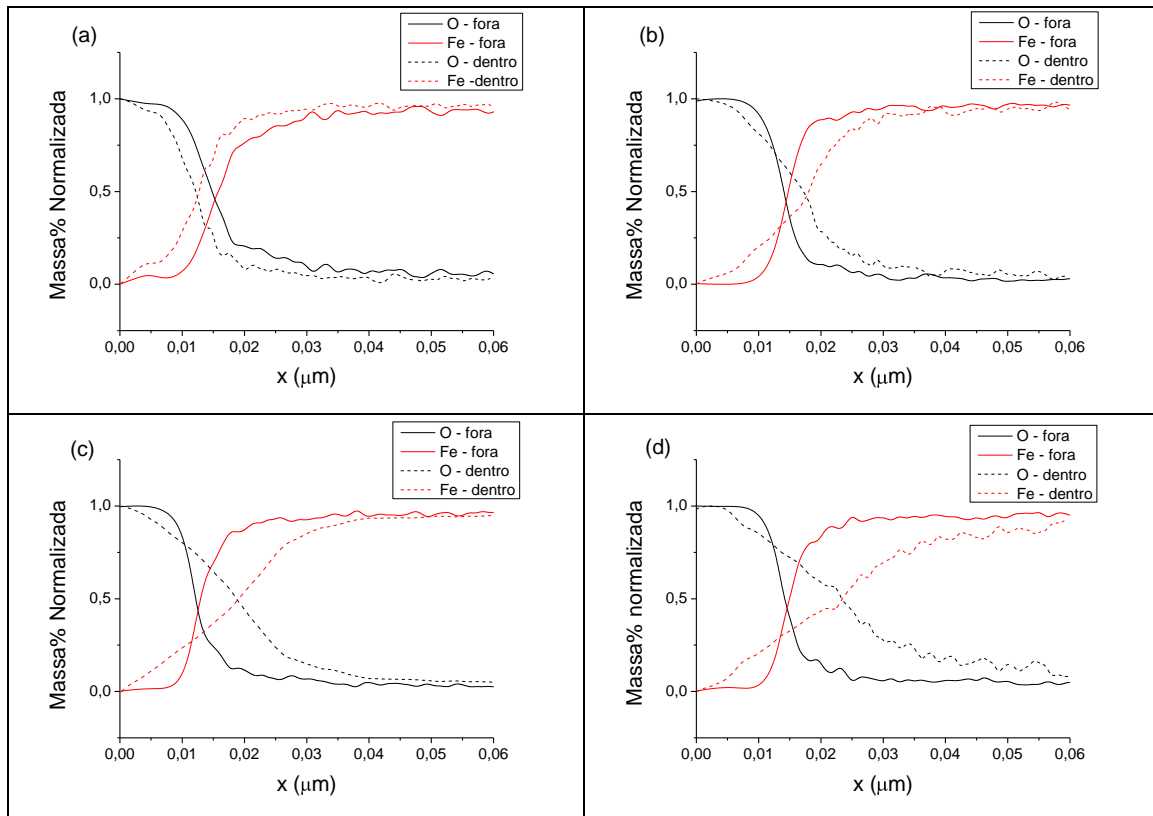 (a)
O - fora
Fe - fora
O - dentro
Fe -dentro
Massa% Normalizada
1,0
0,5
0,0
0,00 0,01 0,02 0,03 0,04 0,05 0,06
x (μm)
(b)
O - fora
Fe - fora
O - dentro
Fe - dentro
Massa% Normalizada
1,0
0,5
0,0
0,00 0,01 0,02 0,03 0,04 0,05 0,06
x (μm)
(c)
O - fora
Fe - fora
O - dentro
Fe - dentro
Massa% Normalizada
1,0
0,5
0,0
0,00 0,01 0,02 0,03 0,04 0,05 0,06
x (μm)
(d)
O - fora
Fe - fora
O - dentro
Fe - dentro
Massa% normalizada
1,0
0,5
0,0
0,00 0,01 0,02 0,03 0,04 0,05 0,06
x (μm)